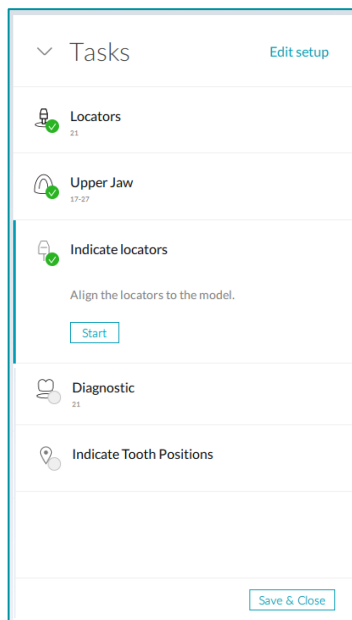 Tasks
Edit setup
Locators
21
Upper Jaw
17-27
Indicate locators
Align the locators to the model.
Start
Diagnostic
21
Indicate Tooth Positions
Save & Close